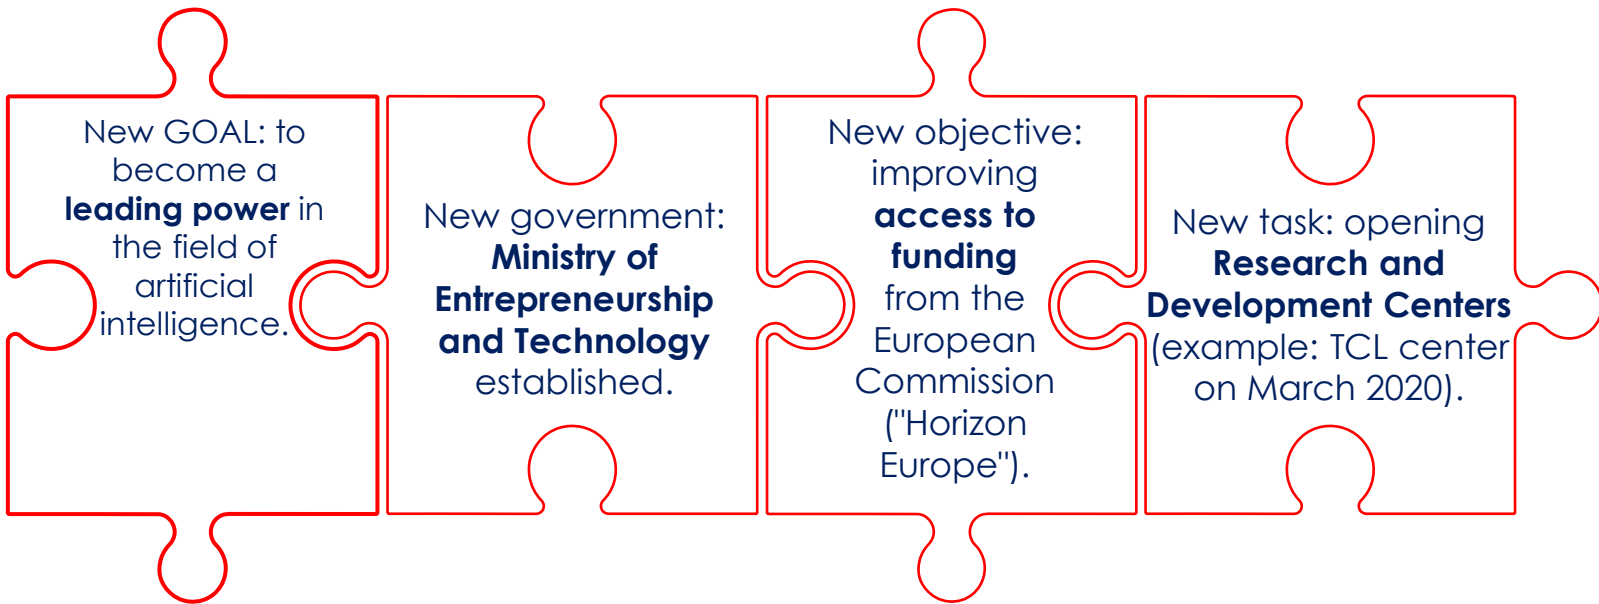 New GOAL: to
become a
leading power in
the field of
artificial
intelligence.
New government:
Ministry of
Entrepreneurship
and Technology
established.
New objective:
improving
access to
funding
from the
European
Commission
("Horizon
Europe").
New task: opening
Research and
Development Centers
(example: TCL center
on March 2020).